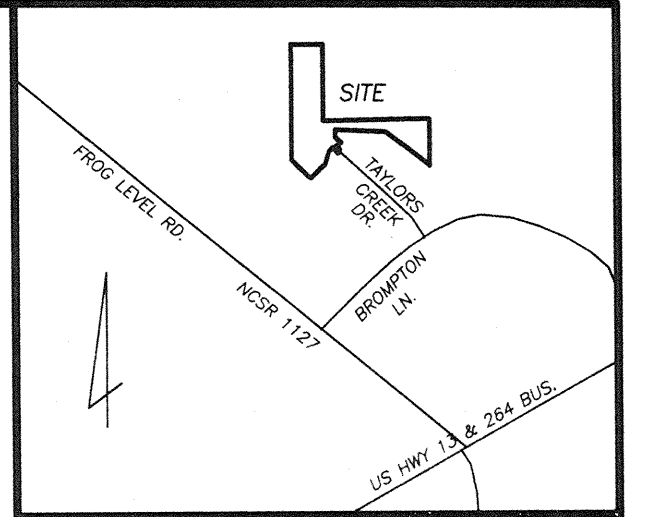 SITE
TAYLORS
CREEK
DR.
FROG LEVEL RD.
NCSR 1127
BROMPTON
LN.
US HWY 13 & 264 BUS.